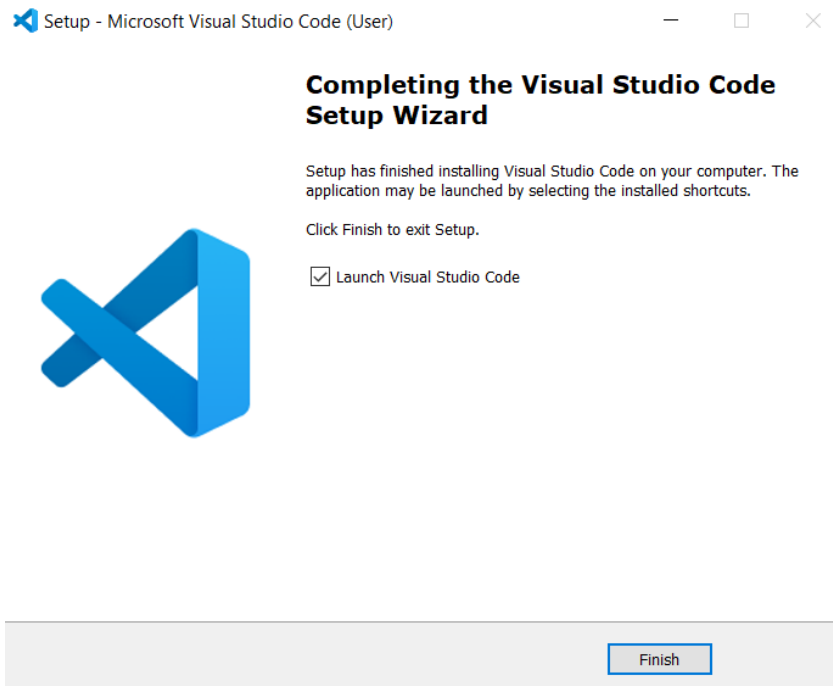 Setup - Microsoft Visual Studio Code (User)
Completing the Visual Studio Code
Setup Wizard
Setup has finished installing Visual Studio Code on your computer. The
application may be launched by selecting the installed shortcuts.
Click Finish to exit Setup.
Launch Visual Studio Code
Finish